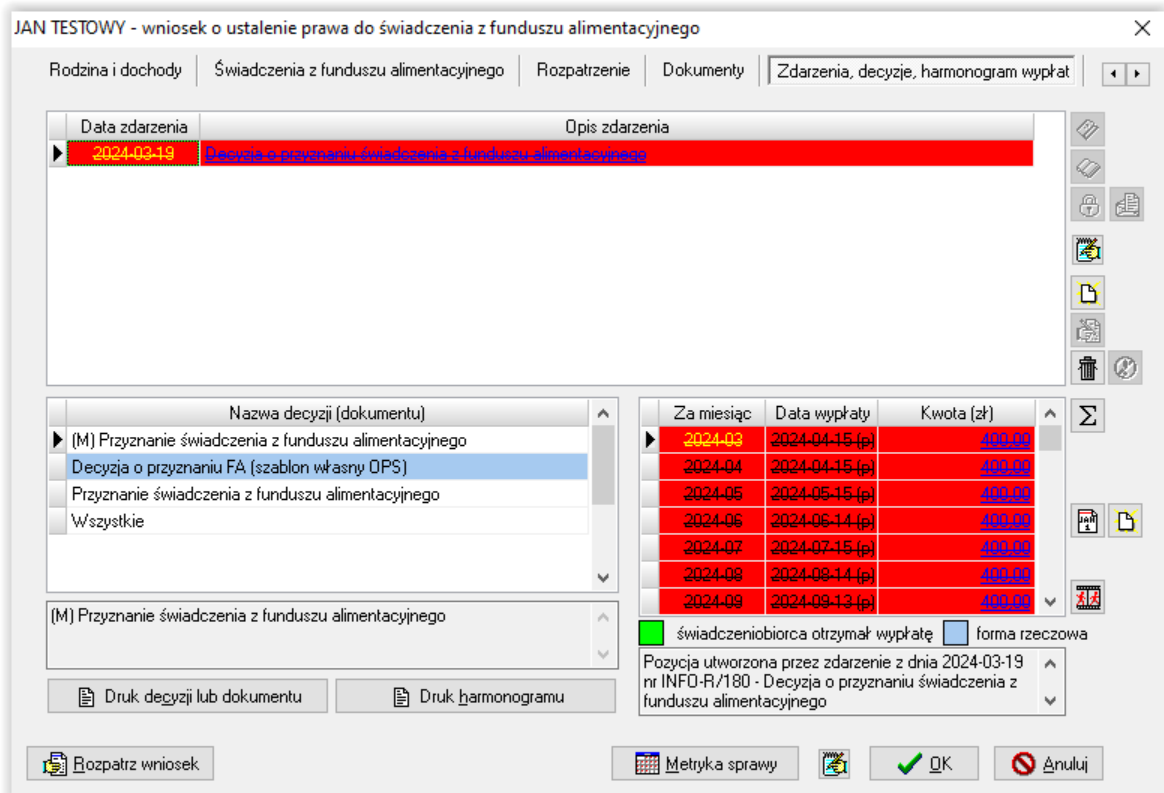 JAN TESTOWY - wniosek o ustalenie prawa do świadczenia z funduszu alimentacyjnego
Rodzina i dochody Świadczenia z funduszu alimentacyjnego Rozpatrzenie Dokumenty Zdarzenia, decyzje, harmonogram wypłat
Data zdarzenia Opis zdarzenia
2024-03-19 Decyzja o przyznaniu świadczenia z funduszu alimentacyjnego
Nazwa decyzji (dokumentu)
(M) Przyznanie świadczenia z funduszu alimentacyjnego
Decyzja o przyznaniu FA (szablon własny OPS)
Przyznanie świadczenia z funduszu alimentacyjnego
Wszystkie
(M) Przyznanie świadczenia z funduszu alimentacyjnego
Druk decyzji lub dokumentu Druk harmonogramu
Za miesiąc Data wypłaty Kwota (zł)
2024-03 2024-04-15 (p) 400,00
2024-04 2024-04-15 (p) 400,00
2024-05 2024-05-15 (p) 400,00
2024-06 2024-06-14 (p) 400,00
2024-07 2024-07-15 (p) 400,00
2024-08 2024-08-14 (p) 400,00
2024-09 2024-09-13 (p) 400,00
świadczeniobiorca otrzymał wypłatę forma rzeczowa
Pozycja utworzona przez zdarzenie z dnia 2024-03-19
nr INFO-R/180 - Decyzja o przyznaniu świadczenia z
funduszu alimentacyjnego
Σ
JAN
1
Rozpatrz wniosek Metryka sprawy OK Anuluj